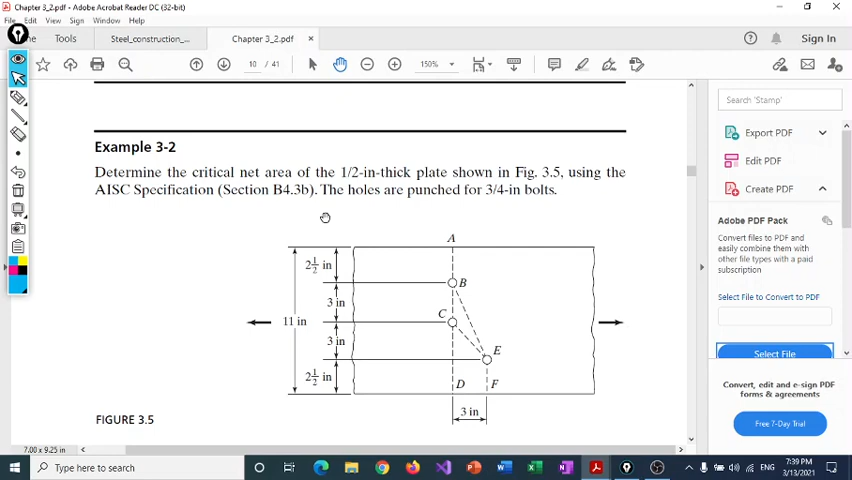 Chapter 3_2.pdf - Adobe Acrobat Reader DC (32-bit)
File Edit View Sign Window Help
Tools
Steel_construction_...
Chapter 3_2.pdf ×
Sign In
10 / 41
150%
Example 3-2
Determine the critical net area of the 1/2-in-thick plate shown in Fig. 3.5, using the
AISC Specification (Section B4.3b). The holes are punched for 3/4-in bolts.
A
2 1/2 in
B
3 in
C
11 in
3 in
E
2 1/2 in
D
F
3 in
FIGURE 3.5
7.00 x 9.25 in
Search 'Stamp'
Export PDF
Edit PDF
Create PDF
Adobe PDF Pack
Convert files to PDF and
easily combine them with
other file types with a paid
subscription
Select File to Convert to PDF
Select File
Convert, edit and e-sign PDF
forms & agreements
Free 7-Day Trial
Type here to search
ENG
7:39 PM
3/13/2021